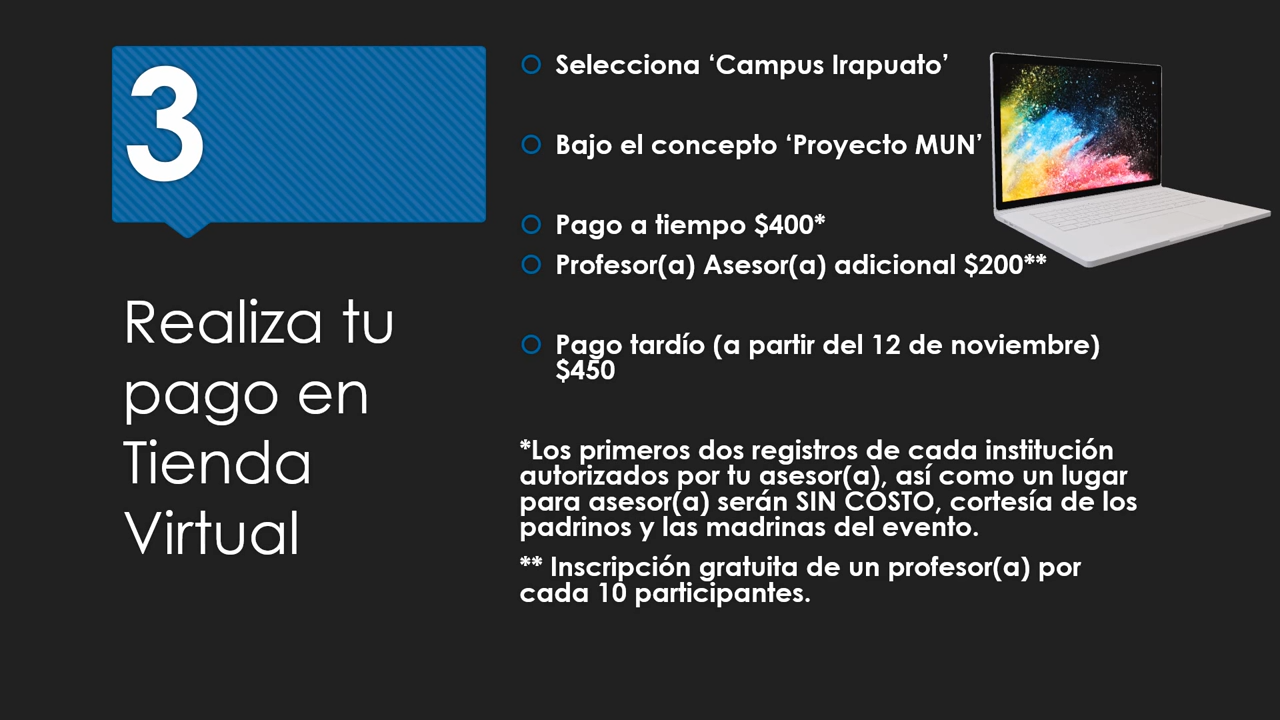 3
Realiza tu
pago en
Tienda
Virtual
Selecciona ‘Campus Irapuato’
Bajo el concepto ‘Proyecto MUN’
Pago a tiempo $400*
Profesor(a) Asesor(a) adicional $200**
Pago tardío (a partir del 12 de noviembre)
$450
*Los primeros dos registros de cada institución
autorizados por tu asesor(a), así como un lugar
para asesor(a) serán SIN COSTO, cortesía de los
padrinos y las madrinas del evento.
** Inscripción gratuita de un profesor(a) por
cada 10 participantes.